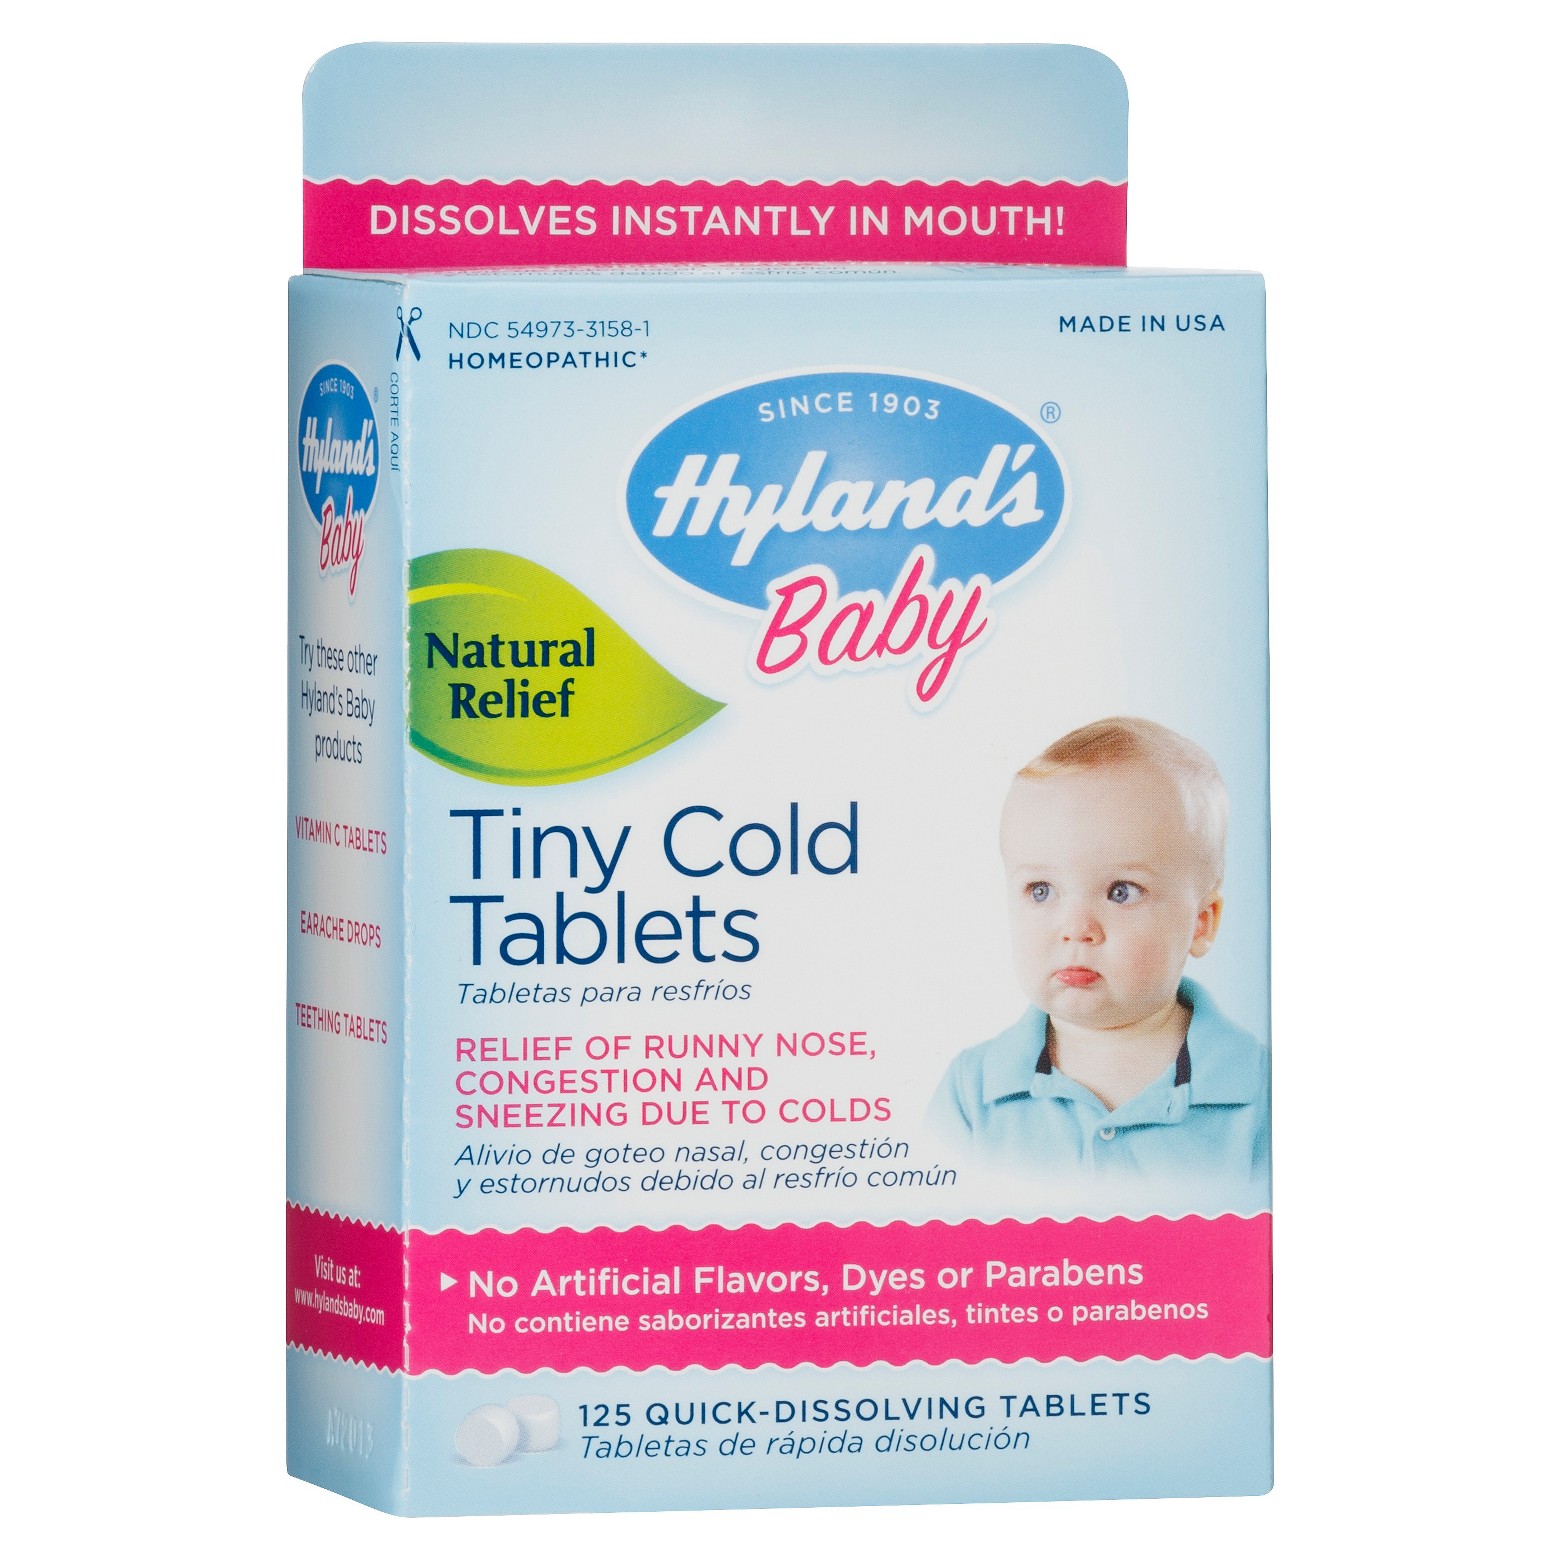 DISSOLVES INSTANTLY IN MOUTH!
NDC 54973-3158-1
HOMEOPATHIC*
MADE IN USA
SINCE 1903
Hyland's
®
Baby
Natural
Relief
Tiny Cold
Tablets
Tabletas para resfríos
RELIEF OF RUNNY NOSE,
CONGESTION AND
SNEEZING DUE TO COLDS
Alivio de goteo nasal, congestión
y estornudos debido al resfrío común
▸ No Artificial Flavors, Dyes or Parabens
No contiene saborizantes artificiales, tintes o parabenos
125 QUICK-DISSOLVING TABLETS
Tabletas de rápida disolución
CORTE AQUÍ
SINCE 1903
Hyland's
®
Baby
Try these other
Hyland's Baby
products
VITAMIN C TABLETS
EARACHE DROPS
TEETHING TABLETS
Visit us at:
www.hylandsbaby.com